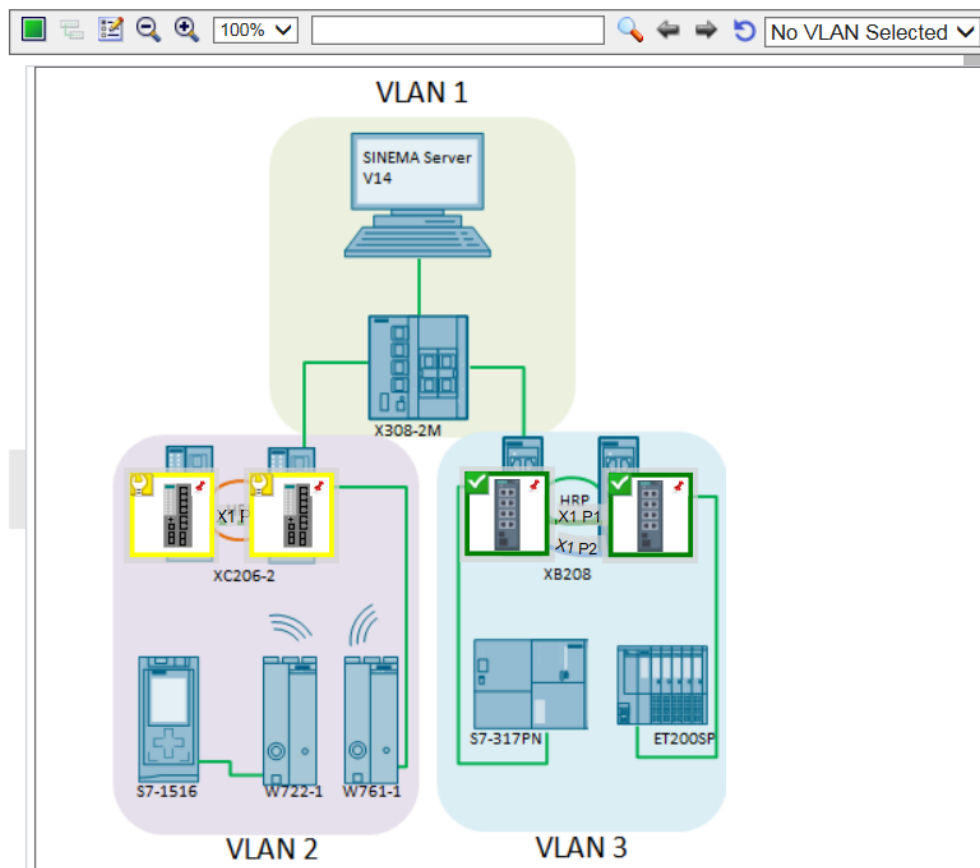 100%
No VLAN Selected
VLAN 1
SINEMA Server
V14
X308-2M
HRP
X1 P
X1 P1
X1 P2
XC206-2
XB208
S7-317PN
ET200SP
S7-1516
W722-1
W761-1
VLAN 2
VLAN 3